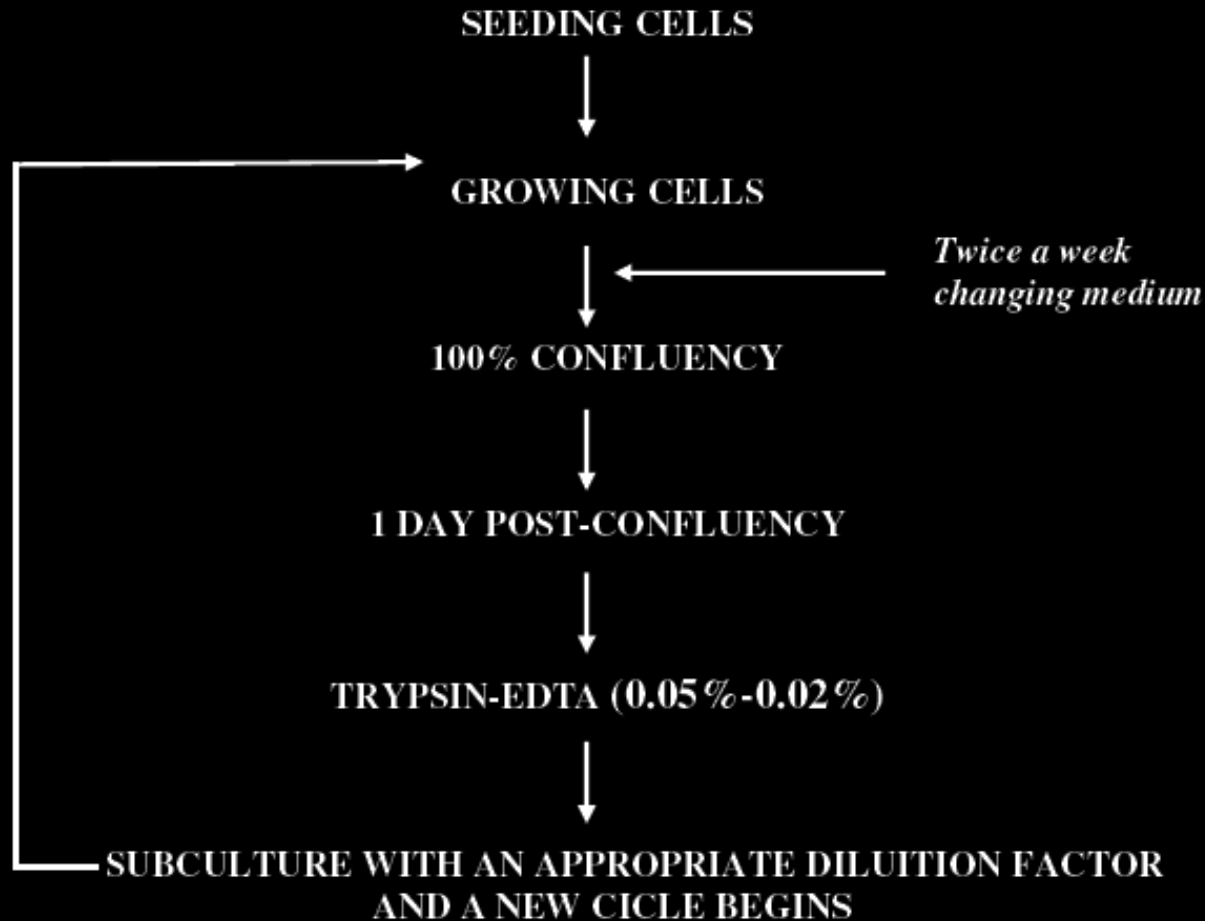 SEEDING CELLS
GROWING CELLS
Twice a week
changing medium
100% CONFLUENCY
1 DAY POST-CONFLUENCY
TRYPSIN-EDTA (0.05%-0.02%)
SUBCULTURE WITH AN APPROPRIATE DILUITION FACTOR
AND A NEW CICLE BEGINS